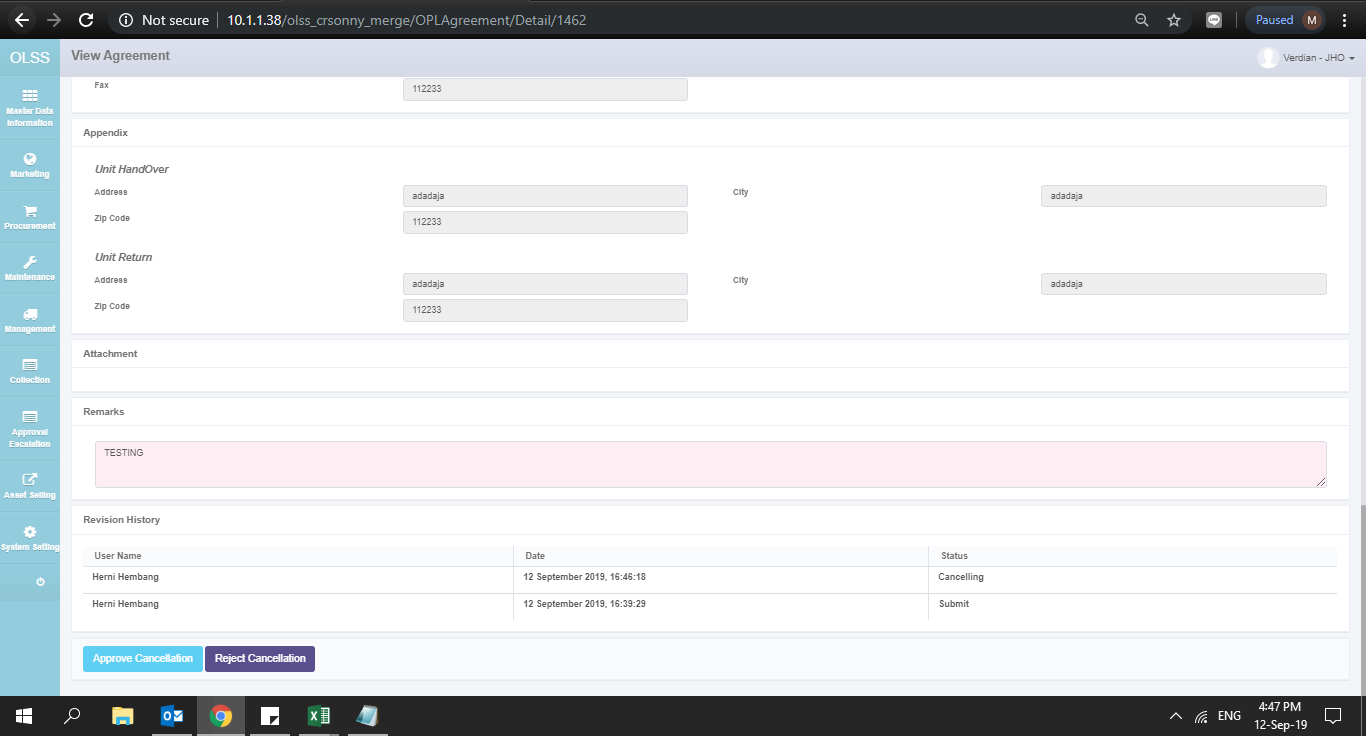 Not secure 10.1.1.38/olss_crsonny_merge/OPLAgreement/Detail/1462 Paused M
OLSS View Agreement Verdian - JHO
Master Data
Information
Marketing
Procurement
Maintenance
Management
Collection
Approval
Escalation
Asset Selling
System Setting
Fax 112233
Appendix
Unit HandOver
Address adadaja City adadaja
Zip Code 112233
Unit Return
Address adadaja City adadaja
Zip Code 112233
Attachment
Remarks
TESTING
Revision History
User Name Date Status
Herni Hembang 12 September 2019, 16:46:18 Cancelling
Herni Hembang 12 September 2019, 16:39:29 Submit
Approve Cancellation Reject Cancellation
ENG 4:47 PM
12-Sep-19